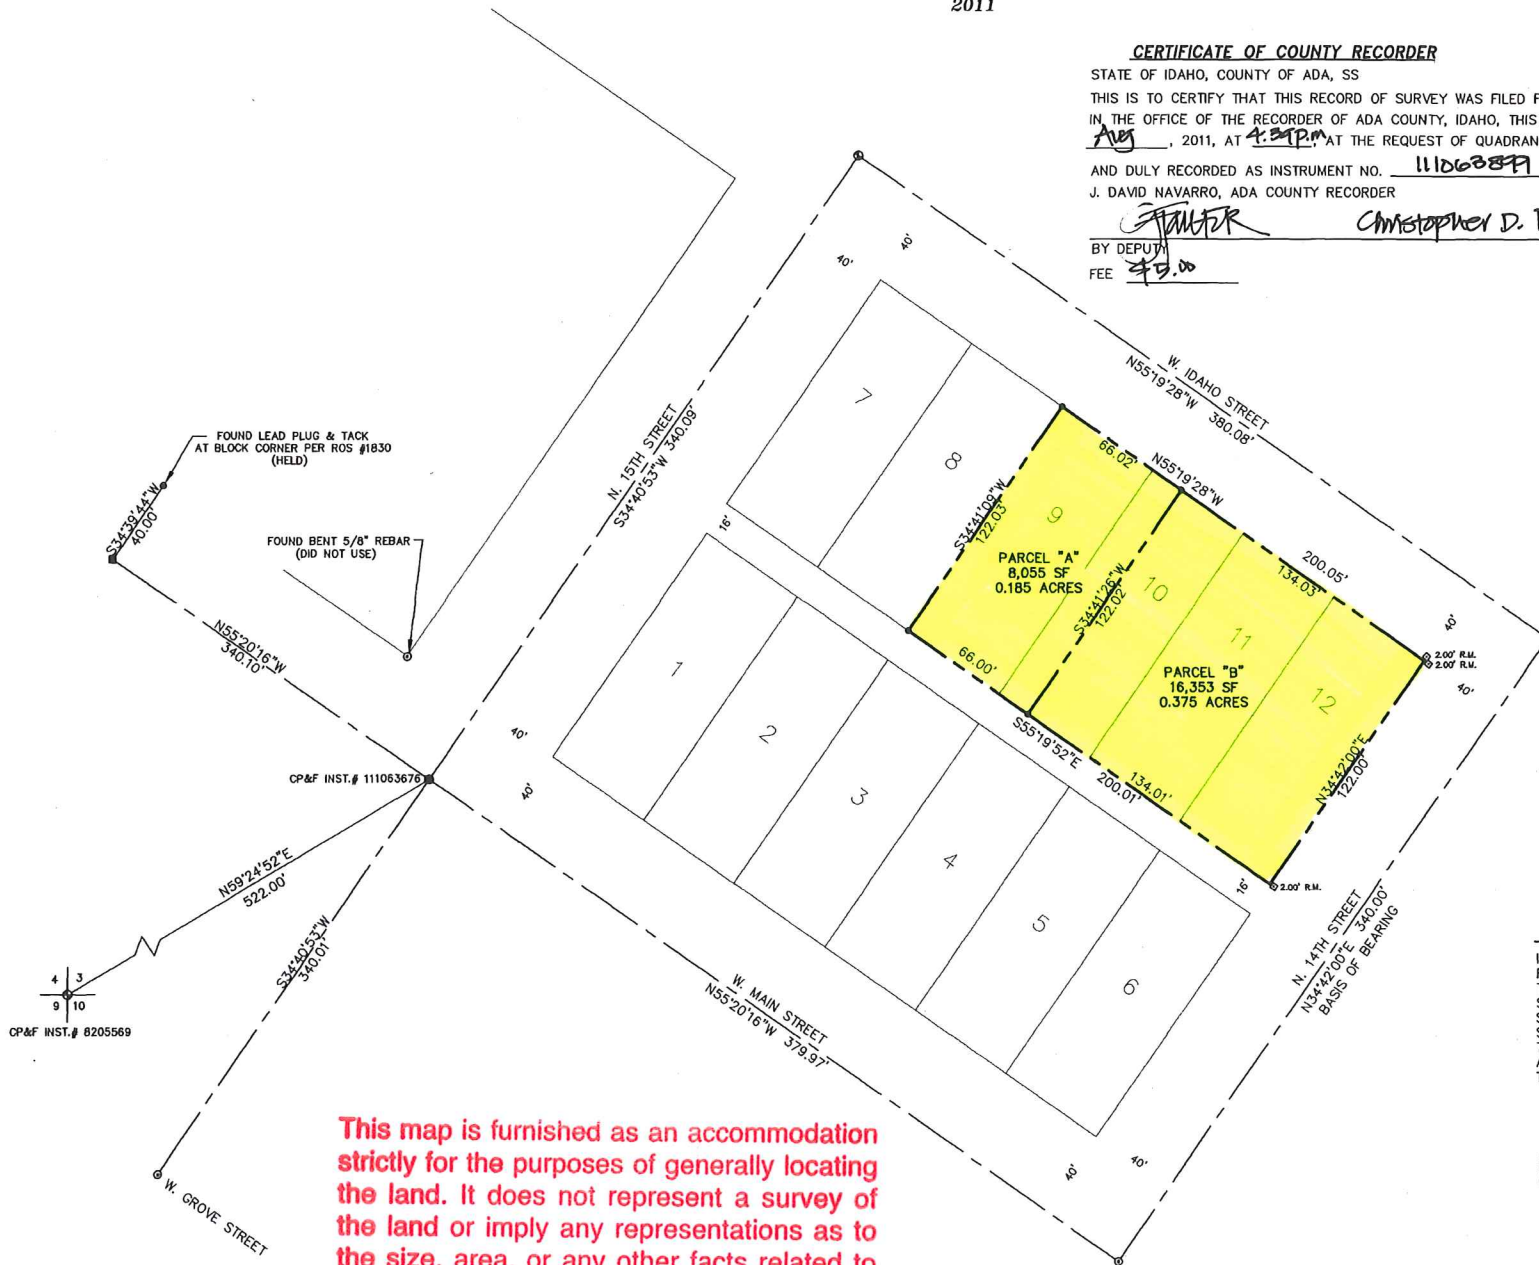 2011
CERTIFICATE OF COUNTY RECORDER
STATE OF IDAHO, COUNTY OF ADA, SS
THIS IS TO CERTIFY THAT THIS RECORD OF SURVEY WAS FILED
IN THE OFFICE OF THE RECORDER OF ADA COUNTY, IDAHO, THIS
Aug, 2011, AT 4:39 P.m AT THE REQUEST OF
AND DULY RECORDED AS INSTRUMENT NO. 111063899
J. DAVID NAVARRO, ADA COUNTY RECORDER
Christopher D.
BY DEPUTY
FEE
40'
40'
W. IDAHO STREET
N55°19'28"W 380.08'
7
8
N. 15TH STREET
S34°40'53"W 340.09'
FOUND LEAD PLUG & TACK
AT BLOCK CORNER PER ROS #1830
(HELD)
S34°39'44"W
40.00'
FOUND BENT 5/8" REBAR
(DID NOT USE)
16'
66.02'
N55°19'28"W
S34°41'09"W
122.03'
9
PARCEL "A"
8,055 SF
0.185 ACRES
S34°41'26"W
122.02'
10
200.05'
134.03'
11
12
PARCEL "B"
16,353 SF
0.375 ACRES
40'
2.00' R.M.
2.00' R.M.
40'
N55°20'16"W
340.10'
66.00'
S55°19'52"E
200.01'
134.01'
N34°42'00"E
122.00'
1
2
3
4
5
6
40'
40'
CP&F INST.# 111063676
16'
2.00' R.M.
N59°24'52"E
522.00'
S34°40'53"W
340.01'
N. 14TH STREET
N34°42'00"E 340.00'
BASIS OF BEARING
4 3
9 10
CP&F INST.# 8205569
W. MAIN STREET
N55°20'16"W 379.97'
40'
40'
W. GROVE STREET
This map is furnished as an accommodation
strictly for the purposes of generally locating
the land. It does not represent a survey of
the land or imply any representations as to
the size, area, or any other facts related to